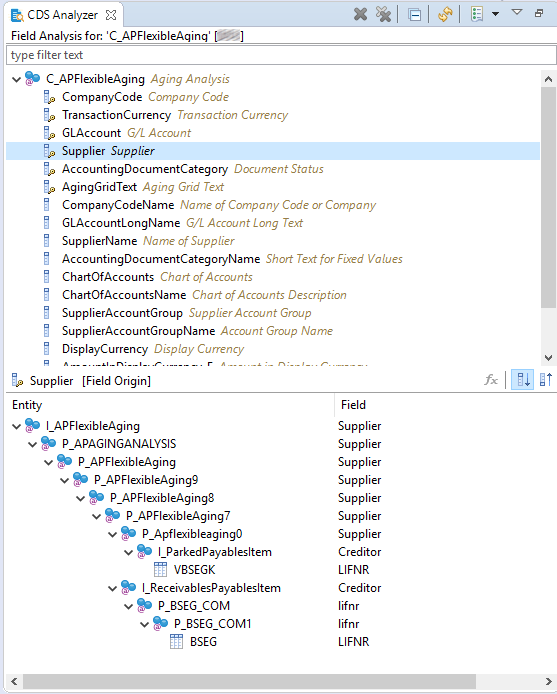 CDS Analyzer
Field Analysis for: 'C_APFlexibleAging' [
type filter text
C_APFlexibleAging Aging Analysis
CompanyCode Company Code
TransactionCurrency Transaction Currency
GLAccount G/L Account
Supplier Supplier
AccountingDocumentCategory Document Status
AgingGridText Aging Grid Text
CompanyCodeName Name of Company Code or Company
GLAccountLongName G/L Account Long Text
SupplierName Name of Supplier
AccountingDocumentCategoryName Short Text for Fixed Values
ChartOfAccounts Chart of Accounts
ChartOfAccountsName Chart of Accounts Description
SupplierAccountGroup Supplier Account Group
SupplierAccountGroupName Account Group Name
DisplayCurrency Display Currency
Amount in Display Currency
Supplier [Field Origin] fx
Entity Field
I_APFlexibleAging Supplier
P_APAGINGANALYSIS Supplier
P_APFlexibleAging Supplier
P_APFlexibleAging9 Supplier
P_APFlexibleAging8 Supplier
P_APFlexibleAging7 Supplier
P_Apflexibleaging0 Supplier
I_ParkedPayablesItem Creditor
VBSEGK LIFNR
I_ReceivablesPayablesItem Creditor
P_BSEG_COM lifnr
P_BSEG_COM1 lifnr
BSEG LIFNR